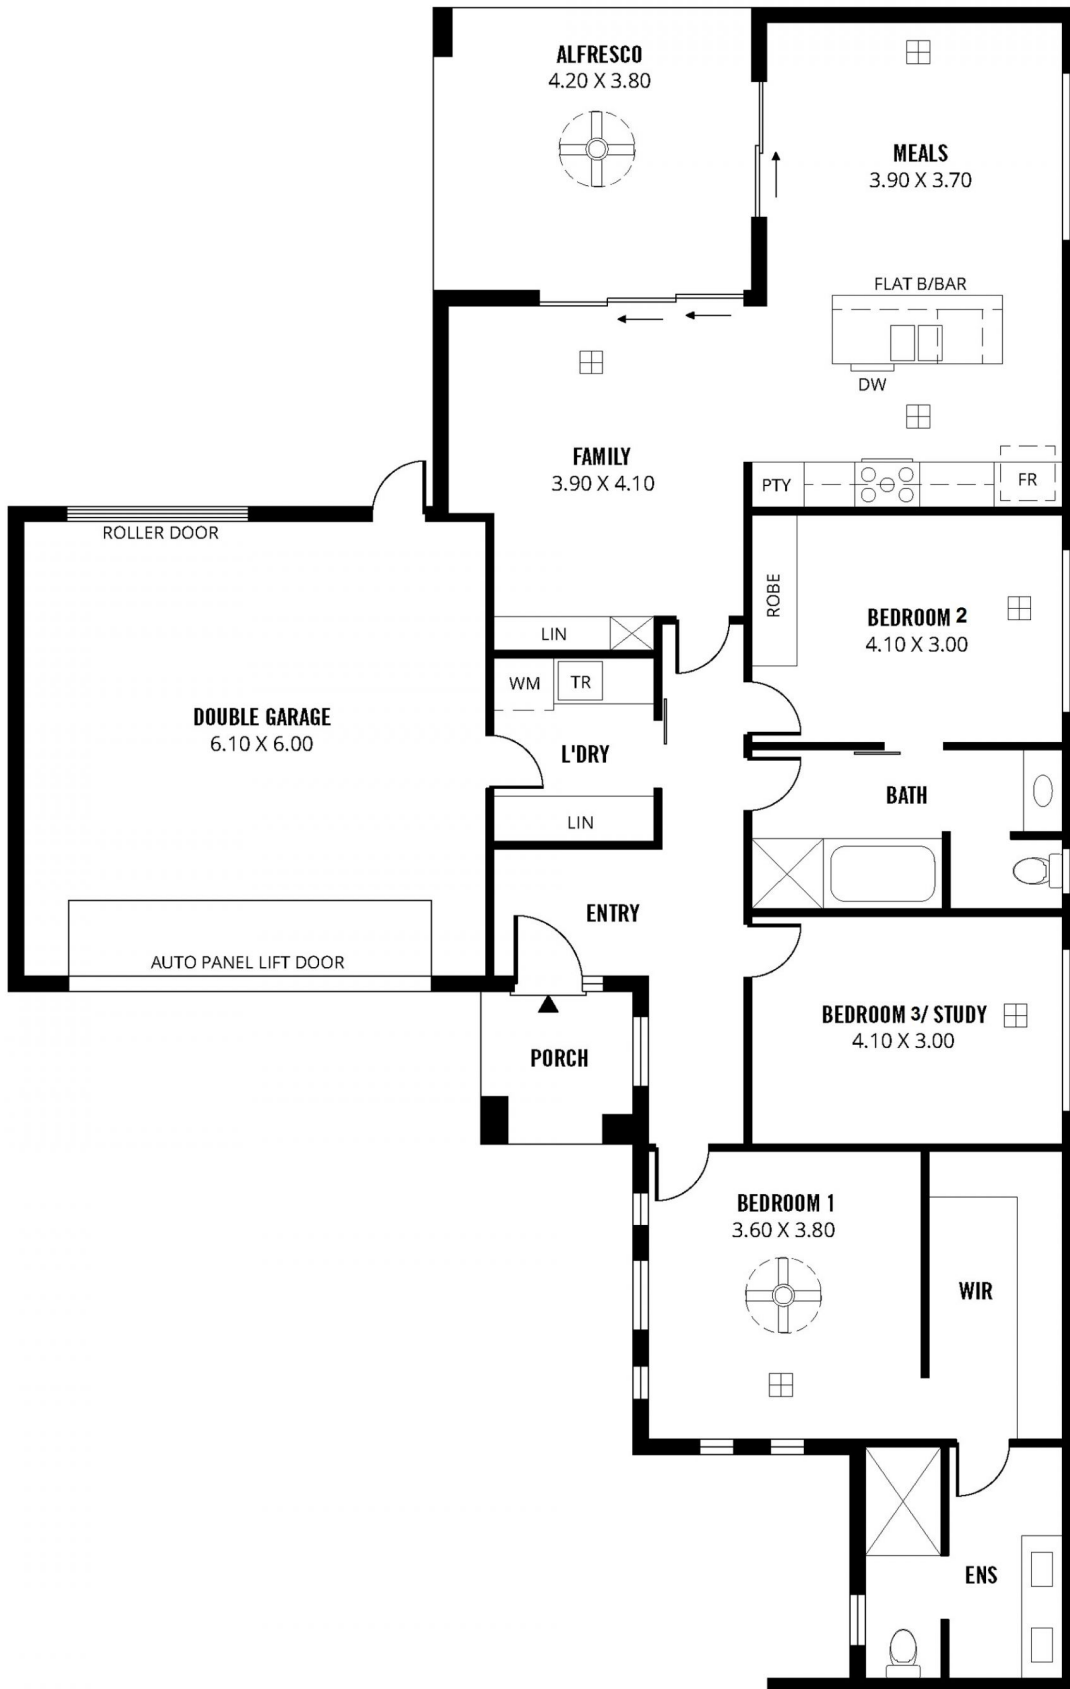 ALFRESCO
4.20 X 3.80
MEALS
3.90 X 3.70
FLAT B/BAR
DW
FAMILY
3.90 X 4.10
PTY
FR
ROLLER DOOR
ROBE
BEDROOM 2
4.10 X 3.00
LIN
WM
TR
DOUBLE GARAGE
6.10 X 6.00
L'DRY
BATH
LIN
ENTRY
AUTO PANEL LIFT DOOR
BEDROOM 3/ STUDY
4.10 X 3.00
PORCH
BEDROOM 1
3.60 X 3.80
WIR
ENS